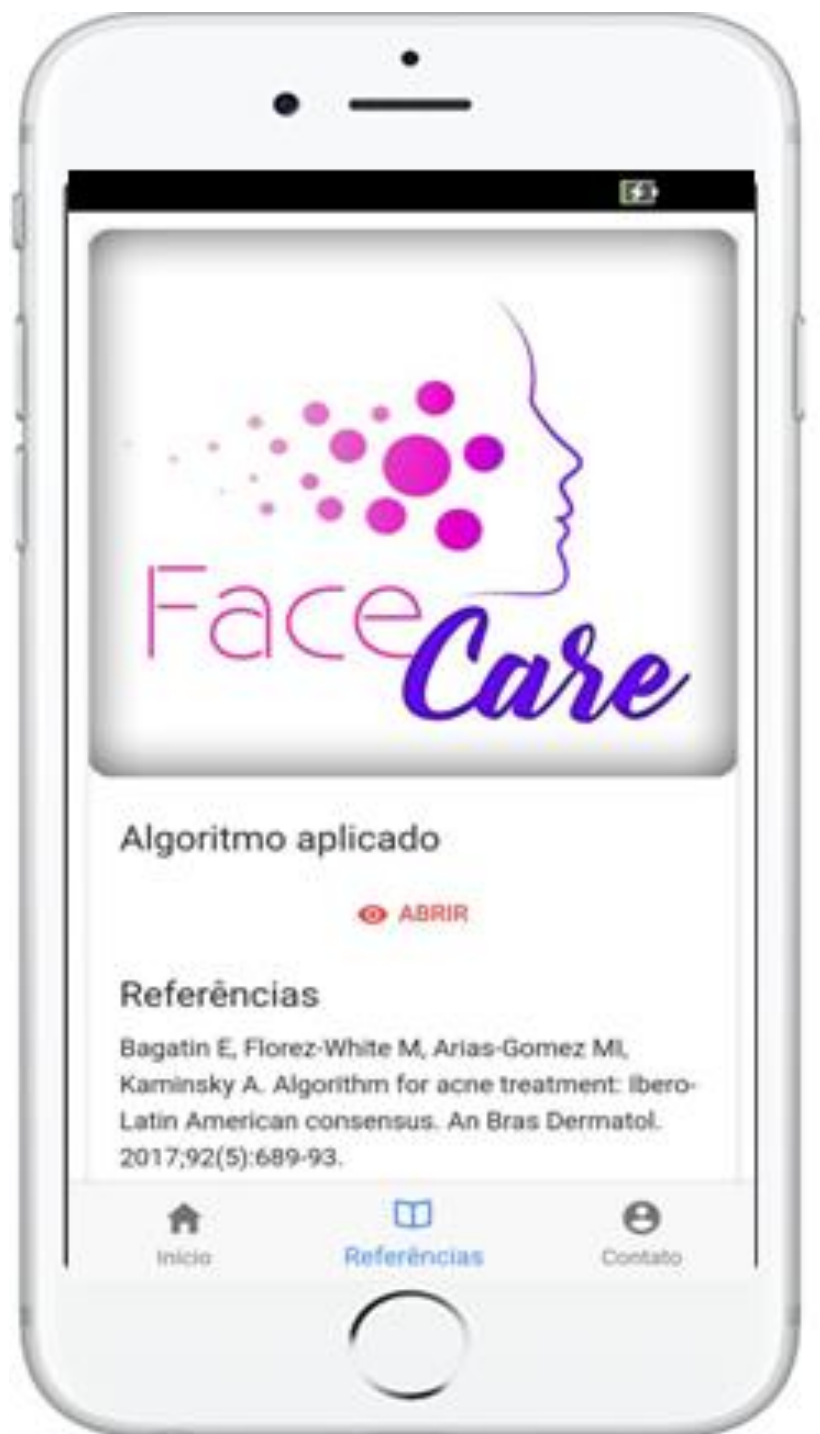 Face
Care
Algoritmo aplicado
ABRIR
Referências
Bagatin E, Florez-White M, Arias-Gomez MI,
Kaminsky A. Algorithm for acne treatment: Ibero-
Latin American consensus. An Bras Dermatol.
2017;92(5):689-93.
Início Referências Contato